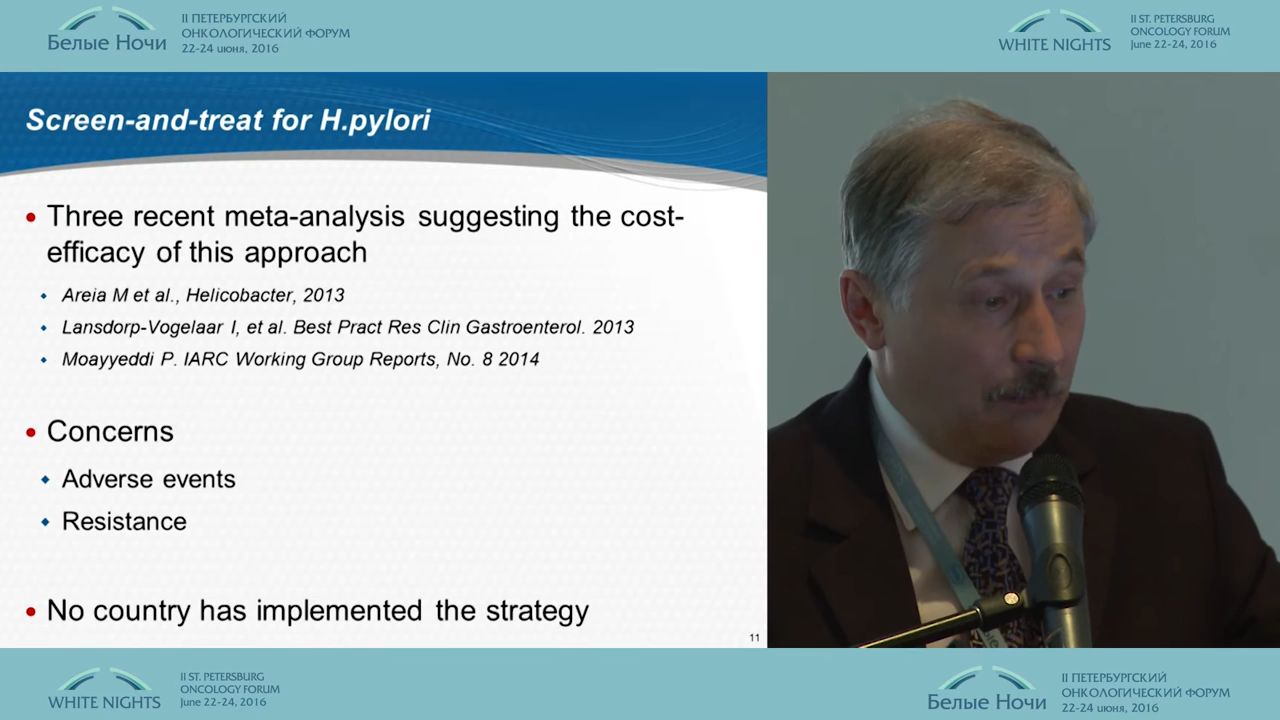 Белые Ночи
II ПЕТЕРБУРГСКИЙ
ОНКОЛОГИЧЕСКИЙ ФОРУМ
22-24 июня, 2016
WHITE NIGHTS
II ST. PETERSBURG
ONCOLOGY FORUM
June 22-24, 2016
Screen-and-treat for H.pylori
Three recent meta-analysis suggesting the cost-
efficacy of this approach
Areia M et al., Helicobacter, 2013
Lansdorp-Vogelaar I, et al. Best Pract Res Clin Gastroenterol. 2013
Moayyeddi P. IARC Working Group Reports, No. 8 2014
Concerns
Adverse events
Resistance
No country has implemented the strategy
11
WHITE NIGHTS
II ST. PETERSBURG
ONCOLOGY FORUM
June 22-24, 2016
Белые Ночи
II ПЕТЕРБУРГСКИЙ
ОНКОЛОГИЧЕСКИЙ ФОРУМ
22-24 июня, 2016